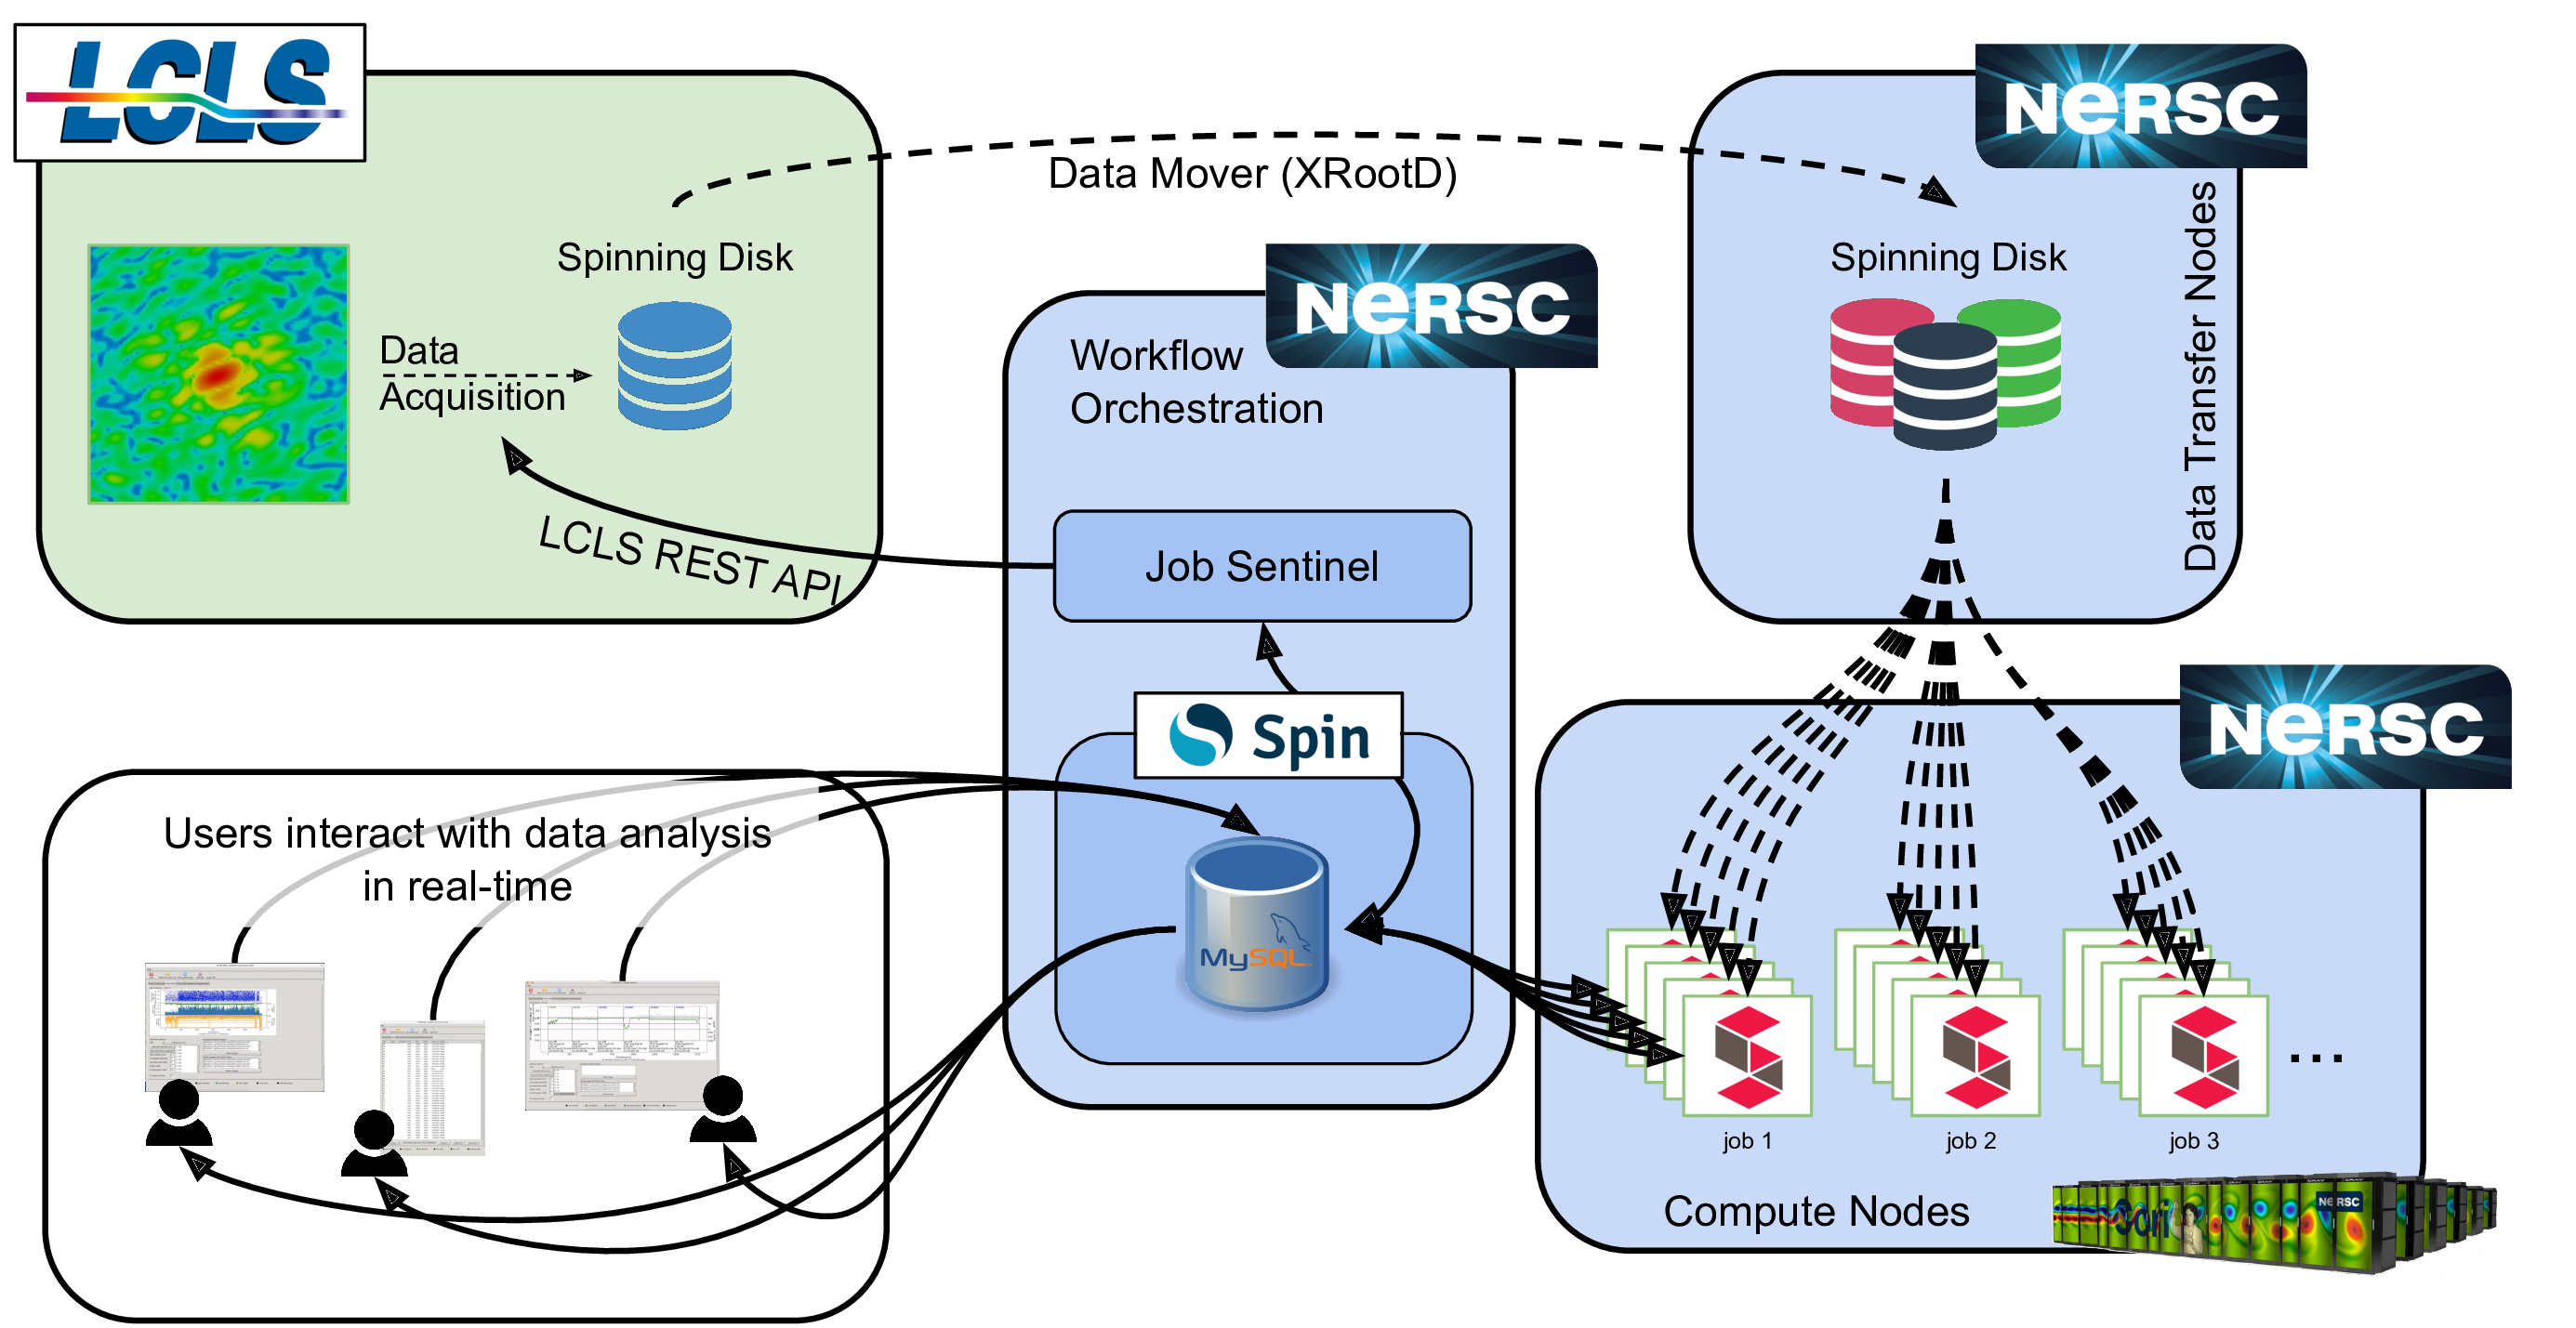 LCLS
NERSC
Data Mover (XRootD)
Spinning Disk
Spinning Disk
Data Transfer Nodes
NERSC
Data
Acquisition
Workflow
Orchestration
LCLS REST API
Job Sentinel
Spin
NERSC
Users interact with data analysis
in real-time
MySQL
...
job 1
job 2
job 3
Compute Nodes
Cori
NERSC